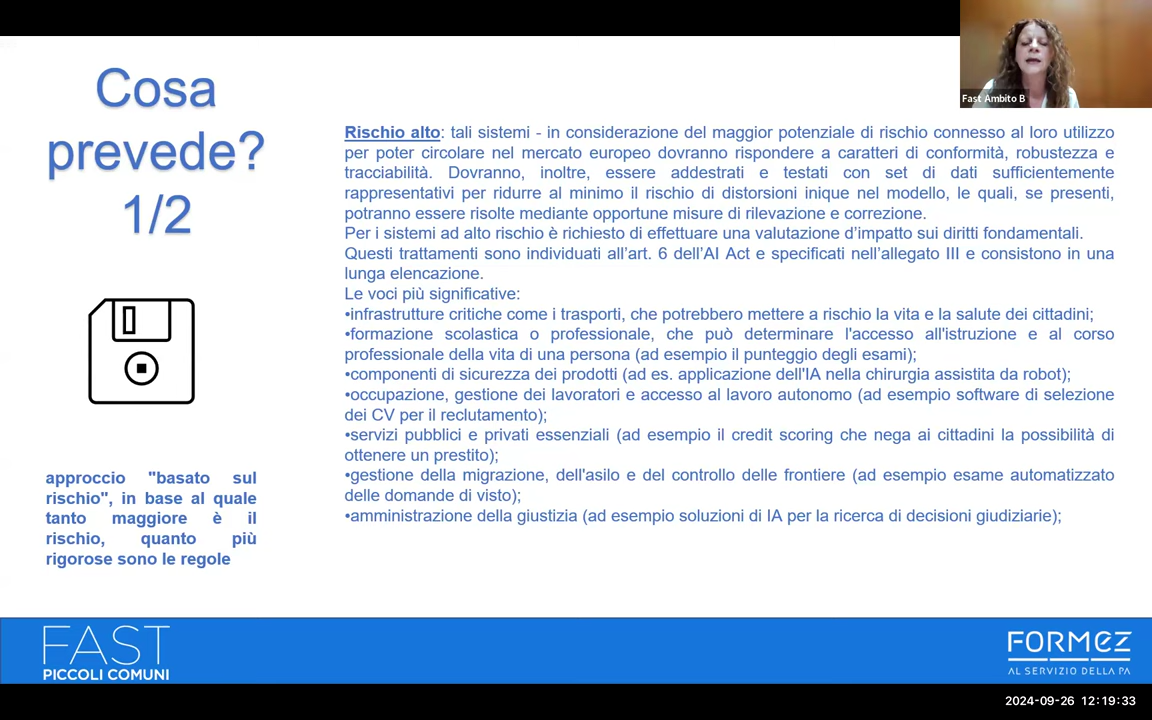 Cosa
prevede?
1/2
approccio "basato sul
rischio", in base al quale
tanto maggiore è il
rischio, quanto più
rigorose sono le regole
Rischio alto: tali sistemi - in considerazione del maggior potenziale di rischio connesso al loro utilizzo
per poter circolare nel mercato europeo dovranno rispondere a caratteri di conformità, robustezza e
tracciabilità. Dovranno, inoltre, essere addestrati e testati con set di dati sufficientemente
rappresentativi per ridurre al minimo il rischio di distorsioni inique nel modello, le quali, se presenti,
potranno essere risolte mediante opportune misure di rilevazione e correzione.
Per i sistemi ad alto rischio è richiesto di effettuare una valutazione d’impatto sui diritti fondamentali.
Questi trattamenti sono individuati all’art. 6 dell’AI Act e specificati nell’allegato III e consistono in una
lunga elencazione.
Le voci più significative:
•infrastrutture critiche come i trasporti, che potrebbero mettere a rischio la vita e la salute dei cittadini;
•formazione scolastica o professionale, che può determinare l'accesso all'istruzione e al corso
professionale della vita di una persona (ad esempio il punteggio degli esami);
•componenti di sicurezza dei prodotti (ad es. applicazione dell'IA nella chirurgia assistita da robot);
•occupazione, gestione dei lavoratori e accesso al lavoro autonomo (ad esempio software di selezione
dei CV per il reclutamento);
•servizi pubblici e privati essenziali (ad esempio il credit scoring che nega ai cittadini la possibilità di
ottenere un prestito);
•gestione della migrazione, dell'asilo e del controllo delle frontiere (ad esempio esame automatizzato
delle domande di visto);
•amministrazione della giustizia (ad esempio soluzioni di IA per la ricerca di decisioni giudiziarie);
Fast Ambito B
FAST
PICCOLI COMUNI
FORMEZ
AL SERVIZIO DELLA PA
2024-09-26 12:19:33